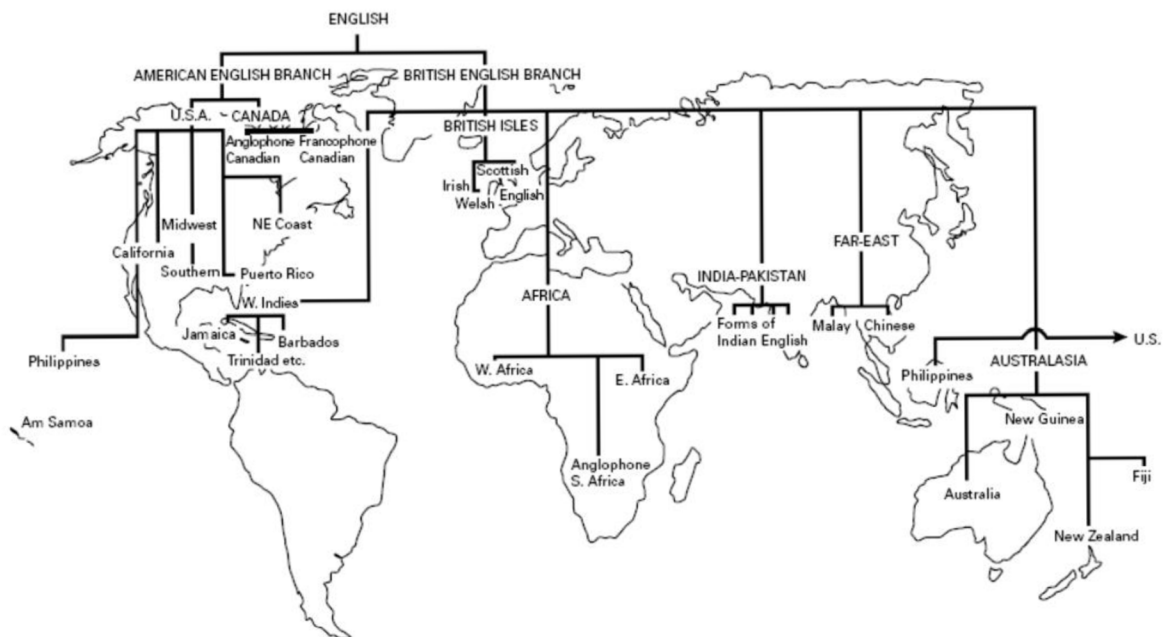 ENGLISH
AMERICAN ENGLISH BRANCH
BRITISH ENGLISH BRANCH
U.S.A.
CANADA
Anglophone
Canadian
Francophone
Canadian
BRITISH ISLES
Scottish
Irish
Welsh
English
Midwest
NE Coast
California
Southern
Puerto Rico
W. Indies
Jamaica
Barbados
Trinidad etc.
Philippines
Am Samoa
AFRICA
W. Africa
E. Africa
Anglophone
S. Africa
INDIA-PAKISTAN
Forms of
Indian English
FAR-EAST
Malay
Chinese
Philippines
U.S.
AUSTRALASIA
New Guinea
Australia
Fiji
New Zealand